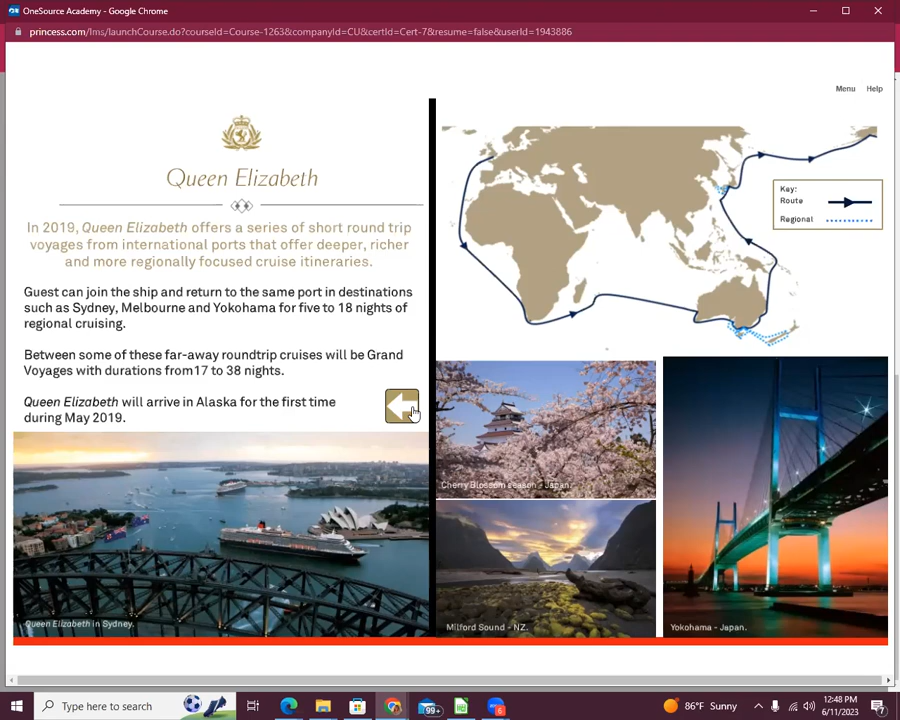 OneSource Academy - Google Chrome
princess.com/lms/launchCourse.do?courseId=Course-1263&companyId=CU&certId=Cert-7&resume=false&userId=1943886
Menu Help
Queen Elizabeth
In 2019, Queen Elizabeth offers a series of short round trip
voyages from international ports that offer deeper, richer
and more regionally focused cruise itineraries.
Guest can join the ship and return to the same port in destinations
such as Sydney, Melbourne and Yokohama for five to 18 nights of
regional cruising.
Between some of these far-away roundtrip cruises will be Grand
Voyages with durations from17 to 38 nights.
Queen Elizabeth will arrive in Alaska for the first time
during May 2019.
Queen Elizabeth in Sydney.
Key:
Route
Regional
Cherry Blossom season - Japan.
Milford Sound - NZ.
Yokohama - Japan.
Type here to search
99+
6
86°F Sunny
12:48 PM
6/11/2023
7